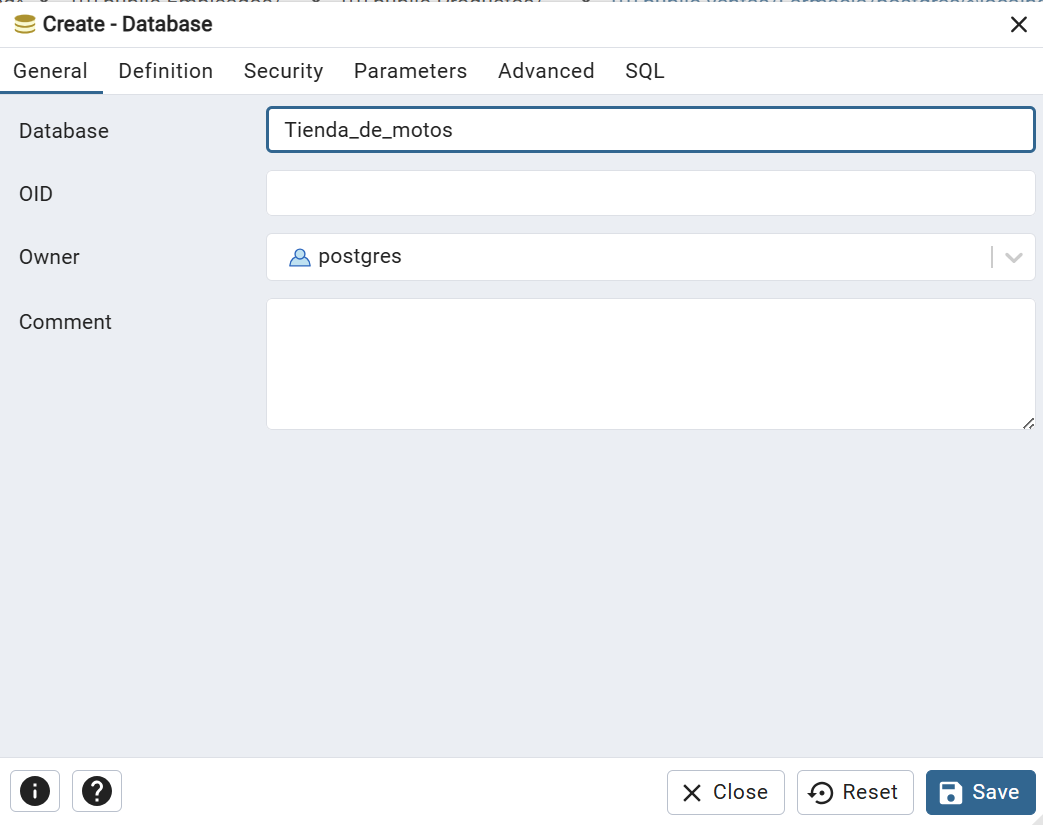 Create - Database
General Definition Security Parameters Advanced SQL
Database Tienda_de_motos
OID
Owner postgres
Comment
Close Reset Save